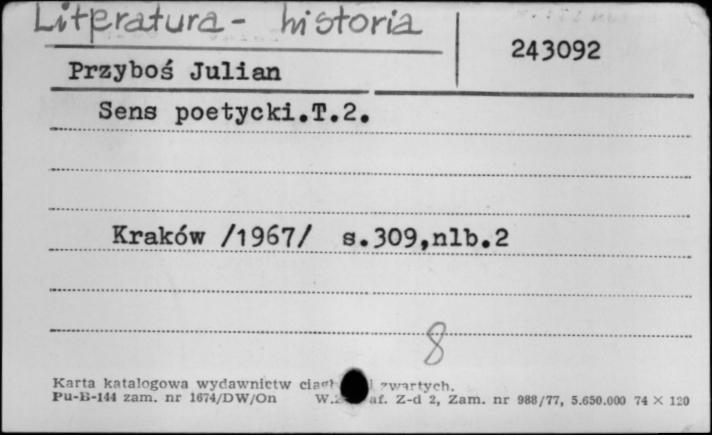 Literatura - historia
243092
Przyboś Julian
Sens poetycki.T.2.
Kraków /1967/ s.309,nlb.2
8
Karta katalogowa wydawnictw zwartych.
Pu-B-144 zam. nr 1674/DW/On af. Z-d 2, Zam. nr 988/77, 5.650.000 74 × 120